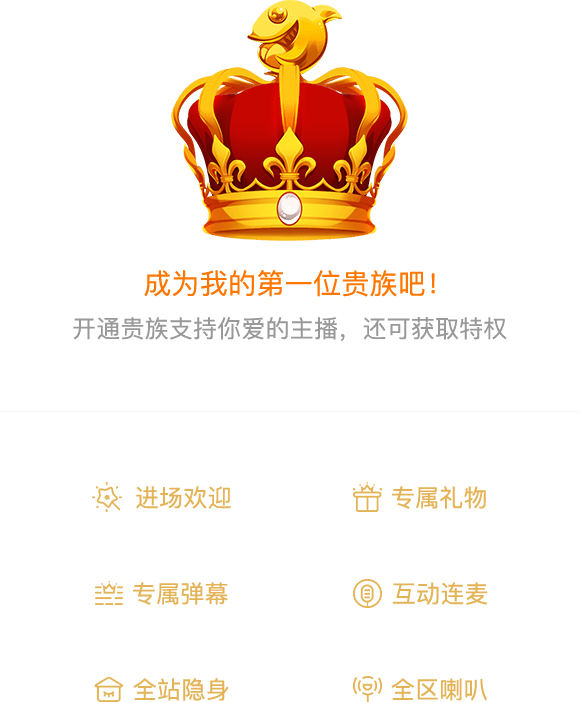 成为我的第一位贵族吧！
开通贵族支持你爱的主播，还可获取特权
进场欢迎
专属礼物
专属弹幕
互动连麦
全站隐身
全区喇叭